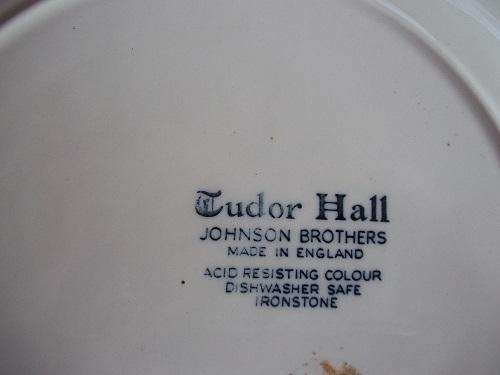 Tudor Hall
JOHNSON BROTHERS
MADE IN ENGLAND
ACID RESISTING COLOUR
DISHWASHER SAFE
IRONSTONE